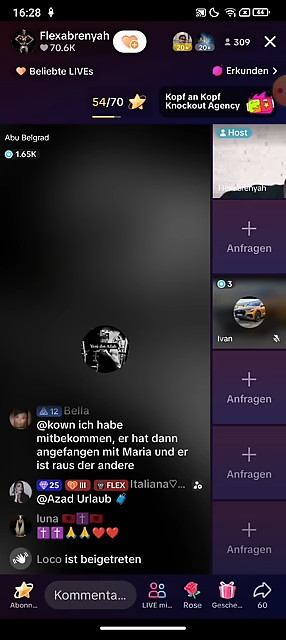 16:28
44
Flexabrenyah
70.6K
20+
20+
309
Beliebte LIVEs
Erkunden
54/70
Kopf an Kopf
Knockout Agency
Abu Belgrad
1.65K
Host
Flexabrenyah
Anfragen
3
Ivan
Anfragen
Anfragen
Anfragen
12 Bella
@kown ich habe
mitbekommen, er hat dann
angefangen mit Maria und er
ist raus der andere
25 III FLEX Italiana♡...
@Azad Urlaub 🧳
luna 🇦🇱✝️🇦🇱
✝️✝️🙏🙏❤️❤️
Loco ist beigetreten
Abonn...
Kommenta...
LIVE mi...
Rose
Gesche...
60